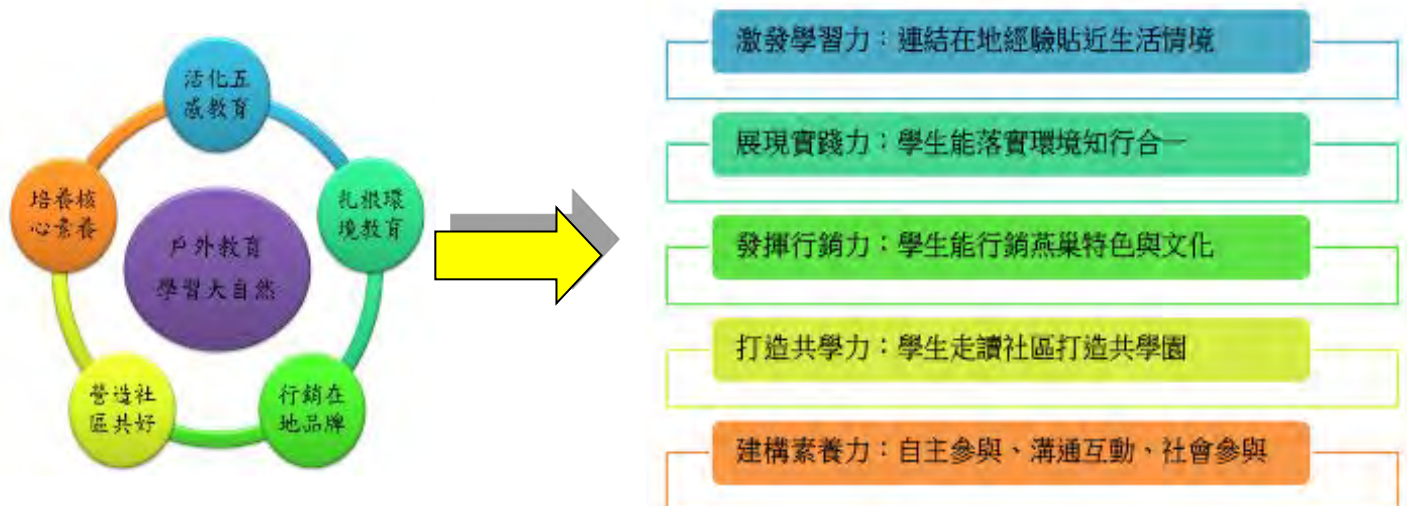 活化五
感教育
扎根環
境教育
行銷在
地品牌
營造社
區共好
培養核
心素養
戶外教育
學習大自然
激發學習力：連結在地經驗貼近生活情境
展現實踐力：學生能落實環境知行合一
發揮行銷力：學生能行銷燕巢特色與文化
打造共學力：學生走讀社區打造共學園
建構素養力：自主參與、溝通互動、社會參與